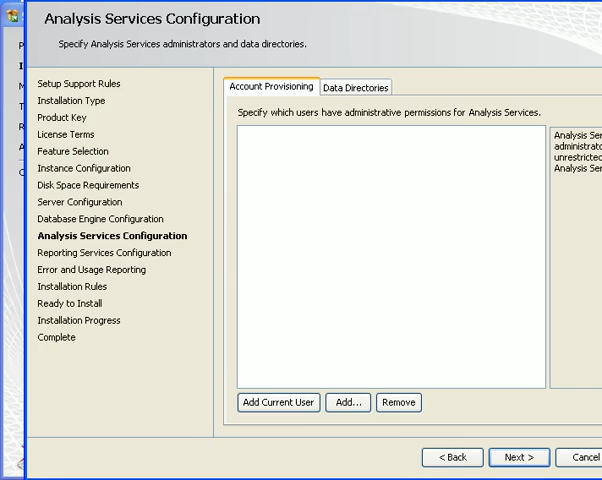 Analysis Services Configuration
Specify Analysis Services administrators and data directories.
Setup Support Rules
Installation Type
Product Key
License Terms
Feature Selection
Instance Configuration
Disk Space Requirements
Server Configuration
Database Engine Configuration
Analysis Services Configuration
Reporting Services Configuration
Error and Usage Reporting
Installation Rules
Ready to Install
Installation Progress
Complete
Account Provisioning
Data Directories
Specify which users have administrative permissions for Analysis Services.
Analysis Ser
administrato
unrestricted
Analysis Ser
Add Current User
Add...
Remove
< Back
Next >
Cancel